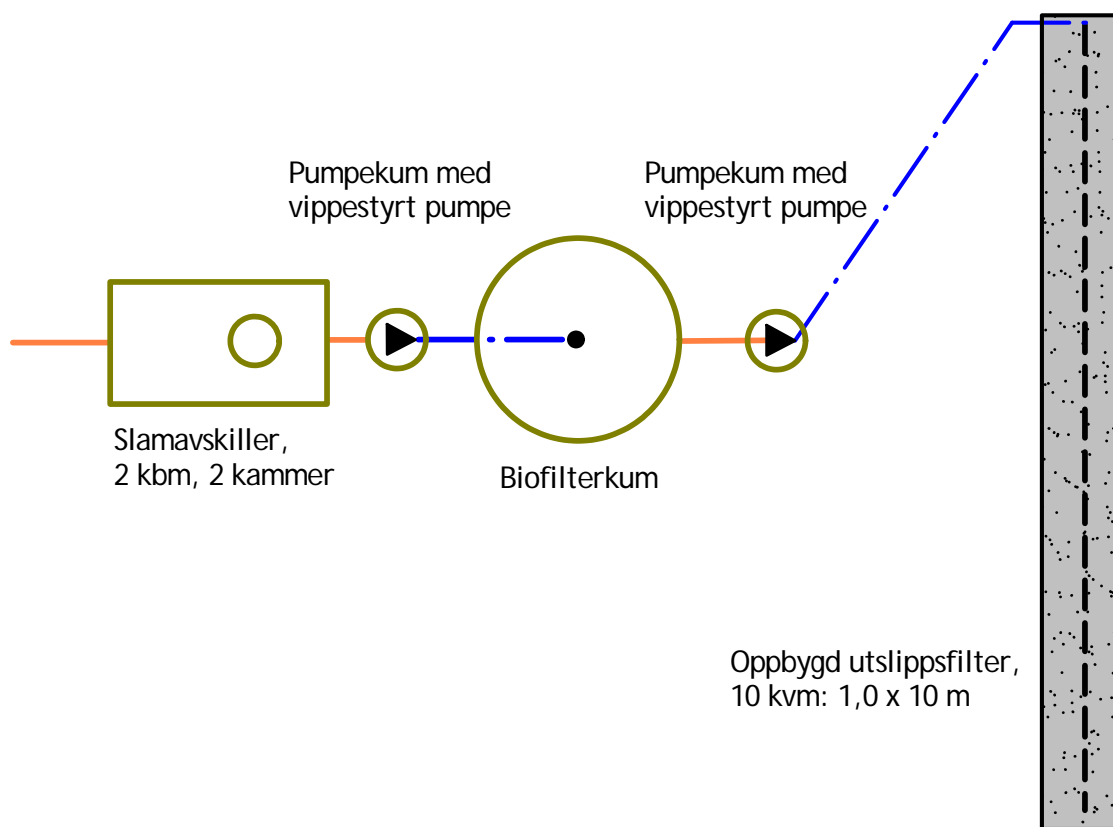 Pumpekum med
vippestyrt pumpe
Pumpekum med
vippestyrt pumpe
Slamavskiller,
2 kbm, 2 kammer
Biofilterkum
Oppbygd utslippsfilter,
10 kvm: 1,0 x 10 m